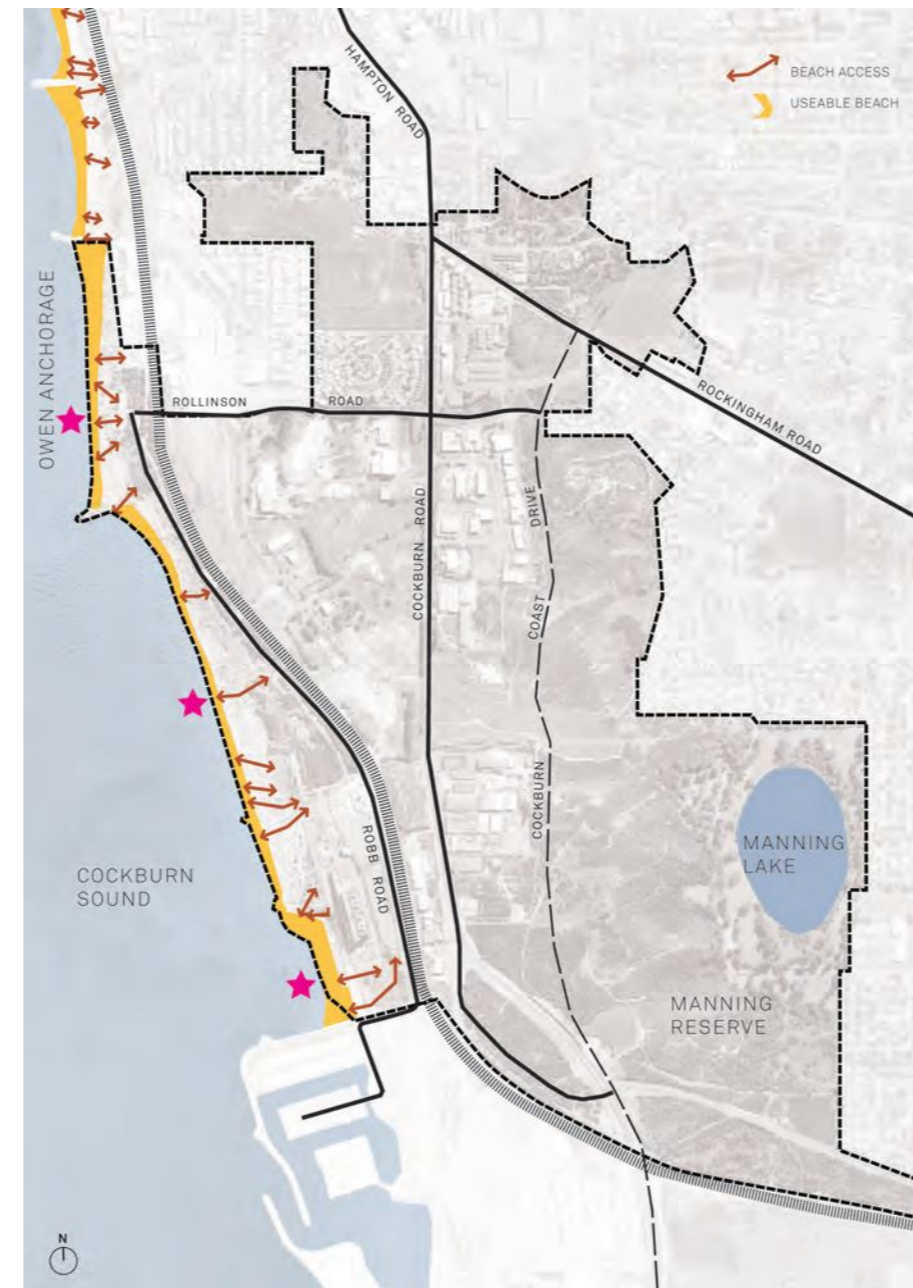 HAMPTON ROAD
BEACH ACCESS
USEABLE BEACH
OWEN ANCHORAGE
ROLLINSON ROAD
ROCKINGHAM ROAD
COCKBURN ROAD
COCKBURN COAST DRIVE
ROBB ROAD
COCKBURN
SOUND
MANNING
LAKE
MANNING
RESERVE
N